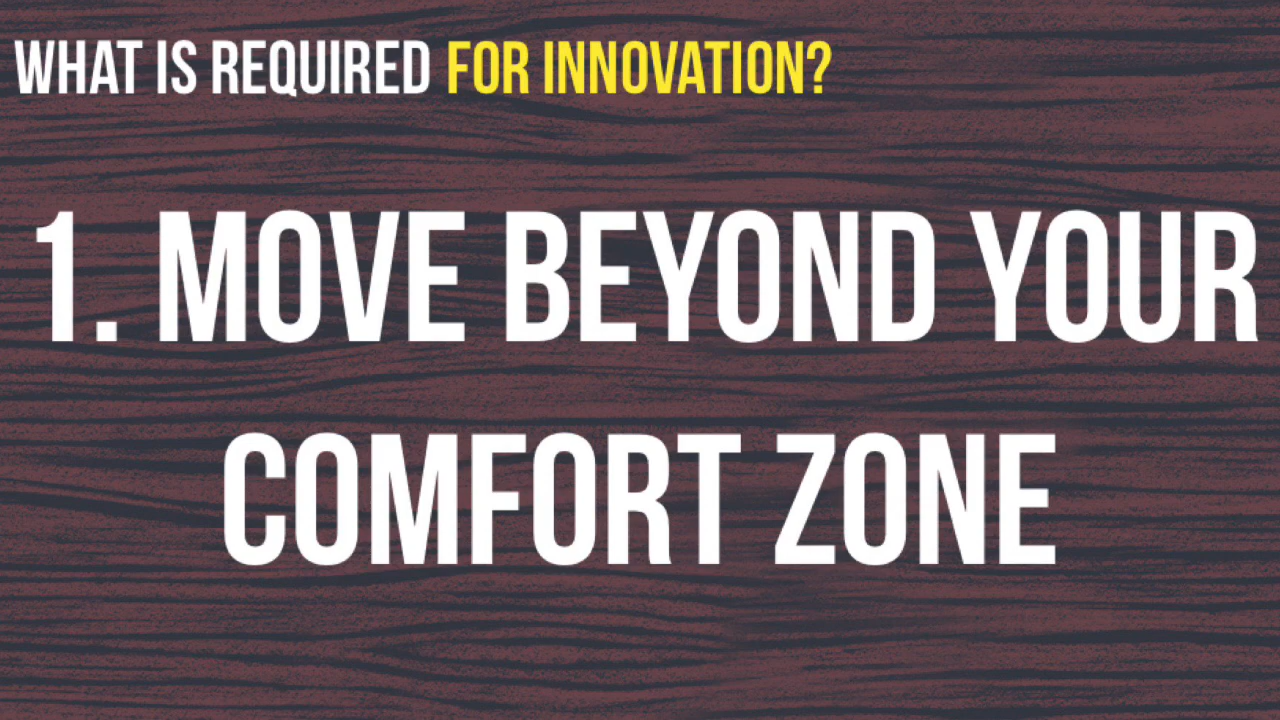 WHAT IS REQUIRED FOR INNOVATION?
1. MOVE BEYOND YOUR
COMFORT ZONE